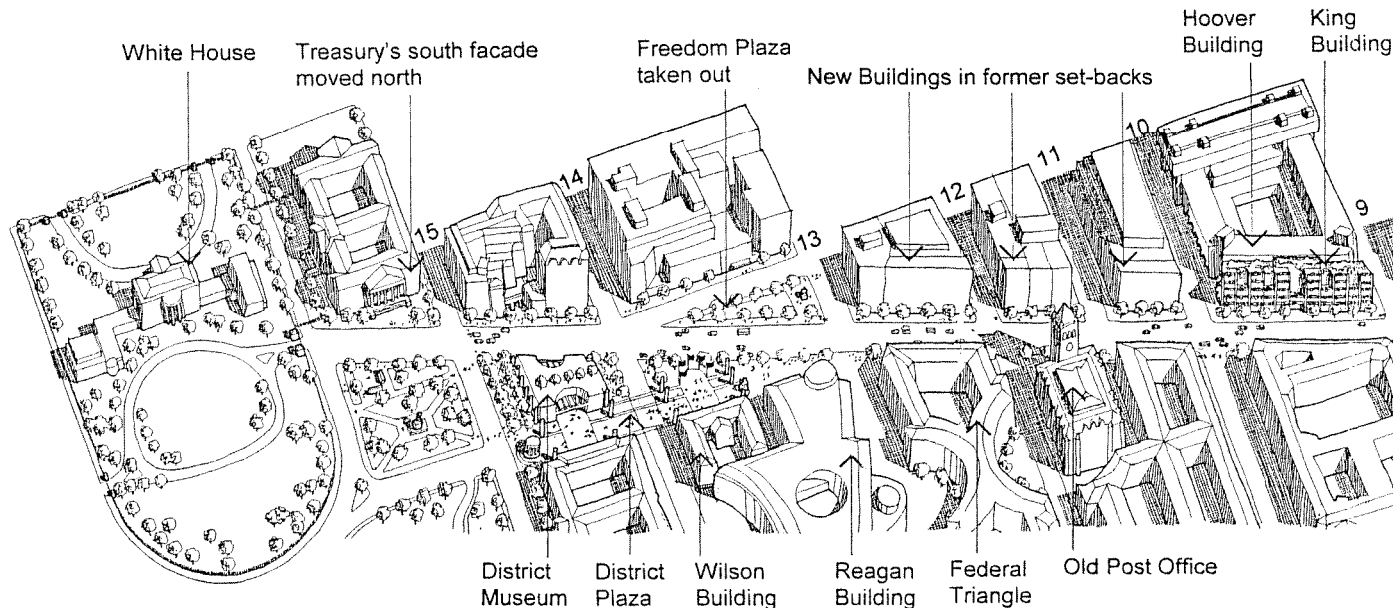 White House
Treasury's south facade
moved north
Freedom Plaza
taken out
New Buildings in former set-backs
Hoover
Building
King
Building
15
14
13
12
11
10
9
District
Museum
District
Plaza
Wilson
Building
Reagan
Building
Federal
Triangle
Old Post Office